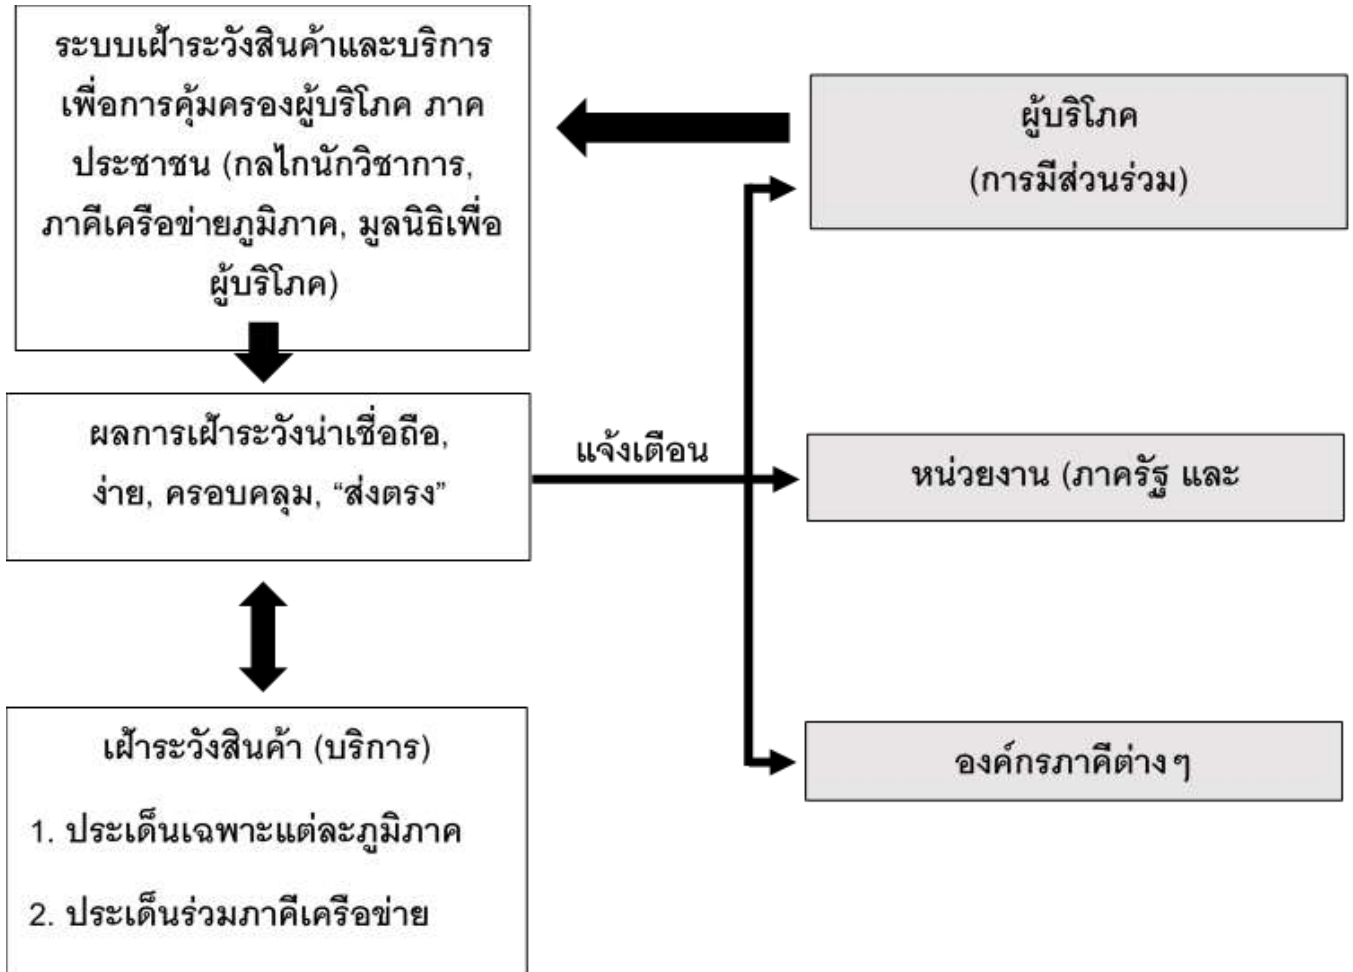 ระบบเฝ้าระวังสินค้าและบริการ
เพื่อการคุ้มครองผู้บริโภค ภาค
ประชาชน (กลไกนักวิชาการ,
ภาคีเครือข่ายภูมิภาค, มูลนิธิเพื่อ
ผู้บริโภค)
ผู้บริโภค
(การมีส่วนร่วม)
ผลการเฝ้าระวังน่าเชื่อถือ,
ง่าย, ครอบคลุม, “ส่งตรง”
แจ้งเตือน
หน่วยงาน (ภาครัฐ และ
เฝ้าระวังสินค้า (บริการ)
1. ประเด็นเฉพาะแต่ละภูมิภาค
2. ประเด็นร่วมภาคีเครือข่าย
องค์กรภาคีต่างๆ